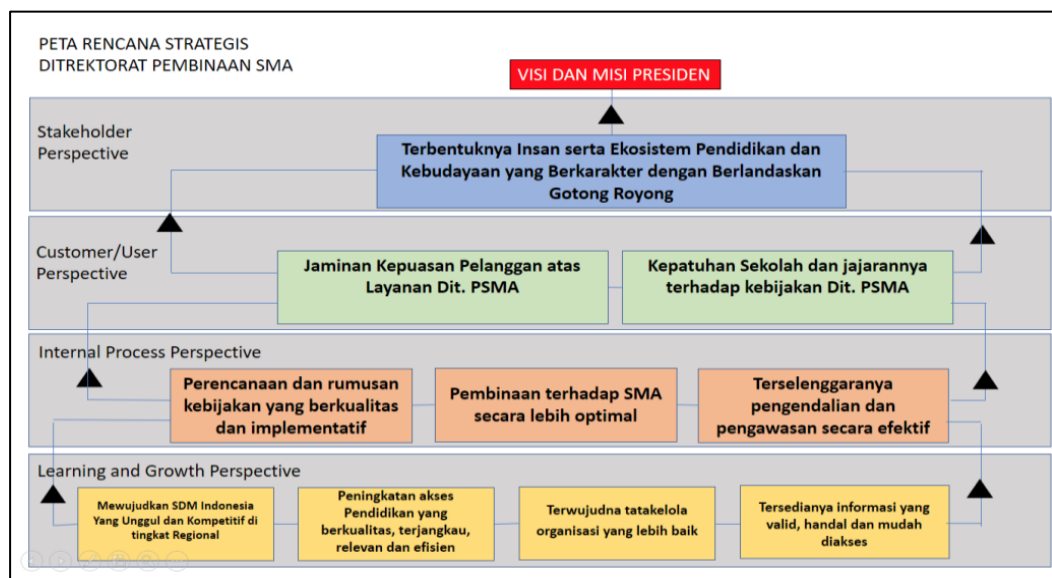 PETA RENCANA STRATEGIS
DITREKTORAT PEMBINAAN SMA
VISI DAN MISI PRESIDEN
Stakeholder
Perspective
Terbentuknya Insan serta Ekosistem Pendidikan dan
Kebudayaan yang Berkarakter dengan Berlandaskan
Gotong Royong
Customer/User
Perspective
Jaminan Kepuasan Pelanggan atas
Layanan Dit. PSMA
Kepatuhan Sekolah dan jajarannya
terhadap kebijakan Dit. PSMA
Internal Process Perspective
Perencanaan dan rumusan
kebijakan yang berkualitas
dan implementatif
Pembinaan terhadap SMA
secara lebih optimal
Terselenggaranya
pengendalian dan
pengawasan secara efektif
Learning and Growth Perspective
Mewujudkan SDM Indonesia
Yang Unggul dan Kompetitif di
tingkat Regional
Peningkatan akses
Pendidikan yang
berkualitas, terjangkau,
relevan dan efisien
Terwujudna tatakelola
organisasi yang lebih baik
Tersedianya informasi yang
valid, handal dan mudah
diakses